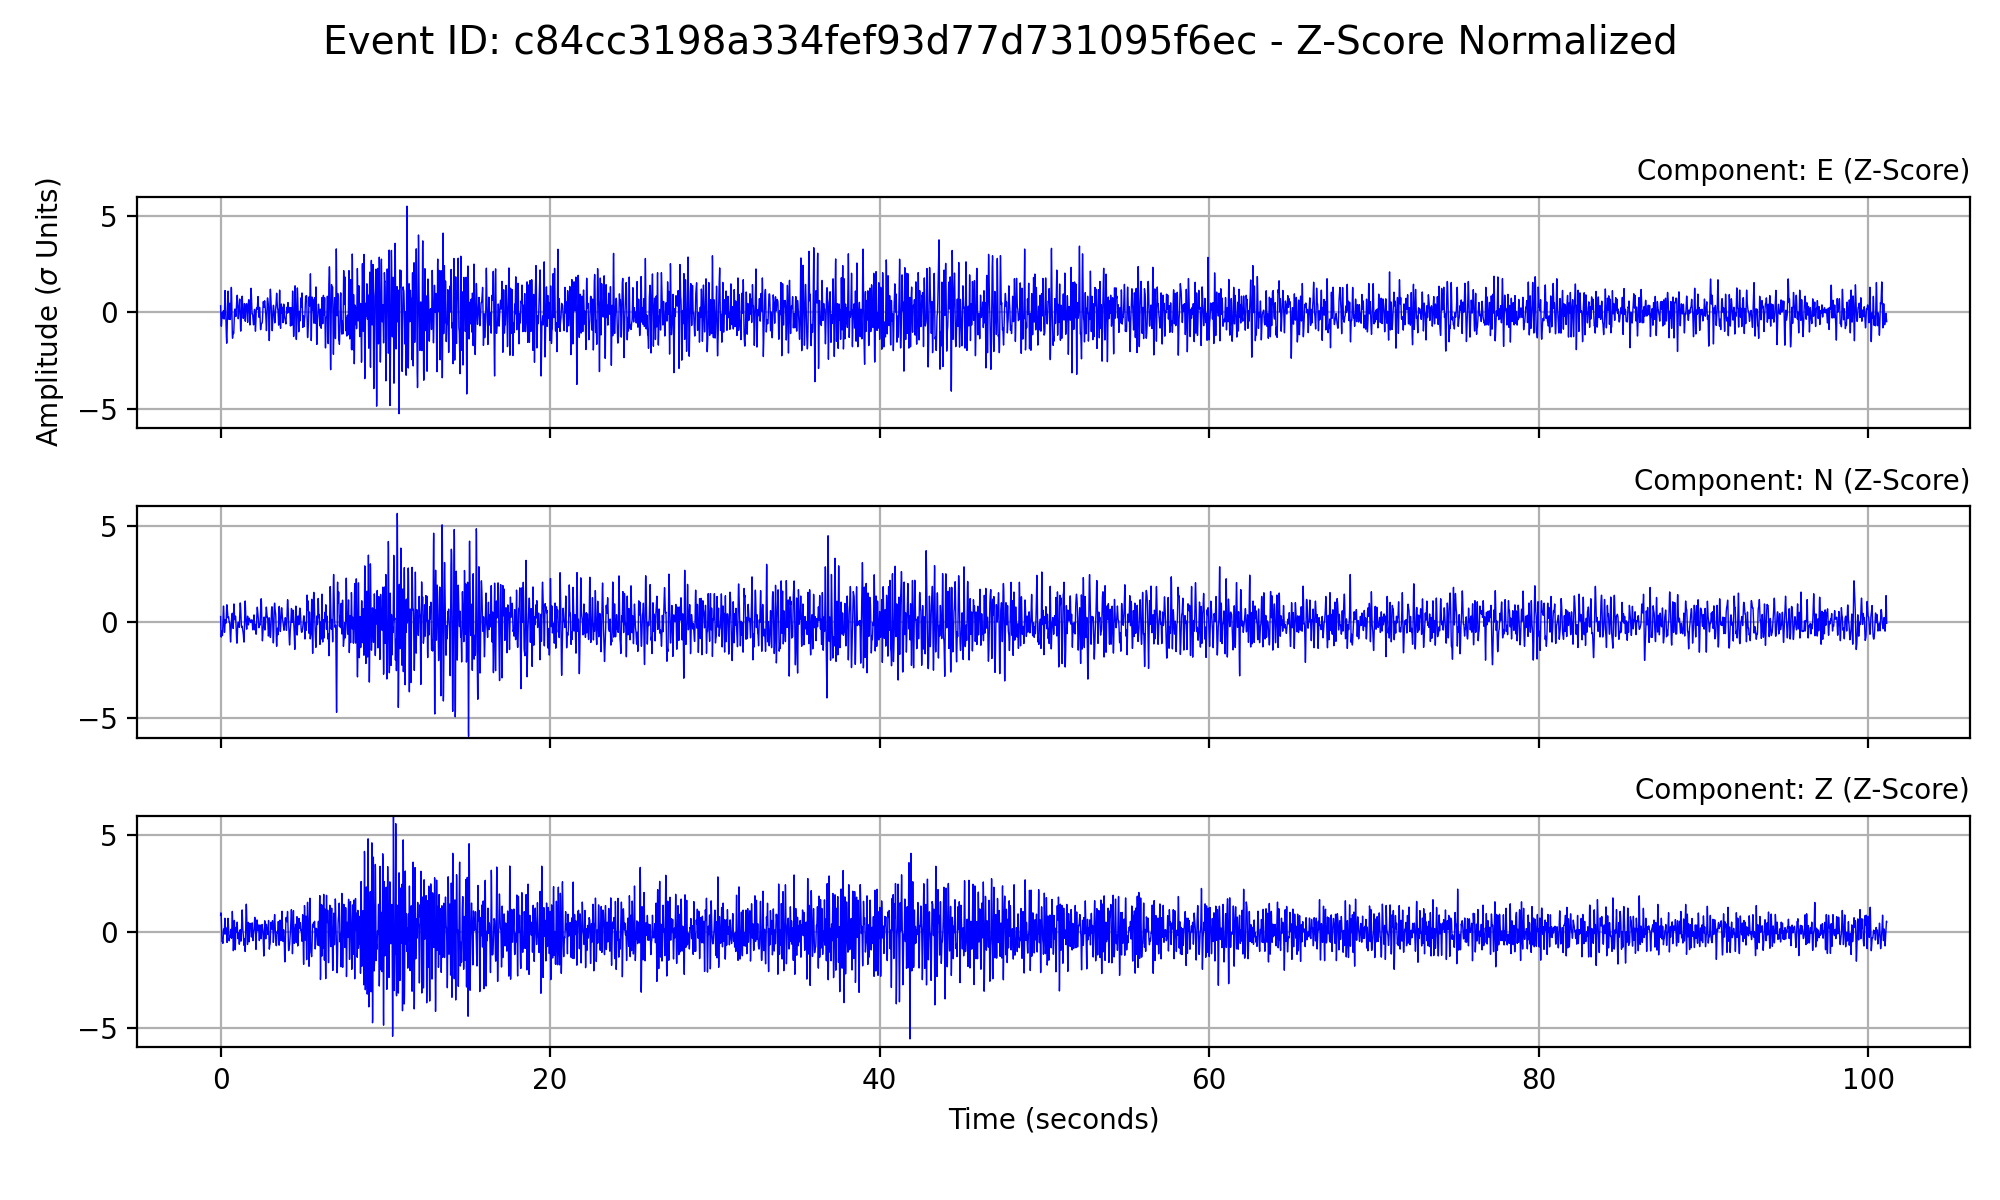 Event ID: c84cc3198a334fef93d77d731095f6ec - Z-Score Normalized
Component: E (Z-Score)
Amplitude (σ Units)
5
0
−5
Component: N (Z-Score)
5
0
−5
Component: Z (Z-Score)
5
0
−5
0 20 40 60 80 100
Time (seconds)